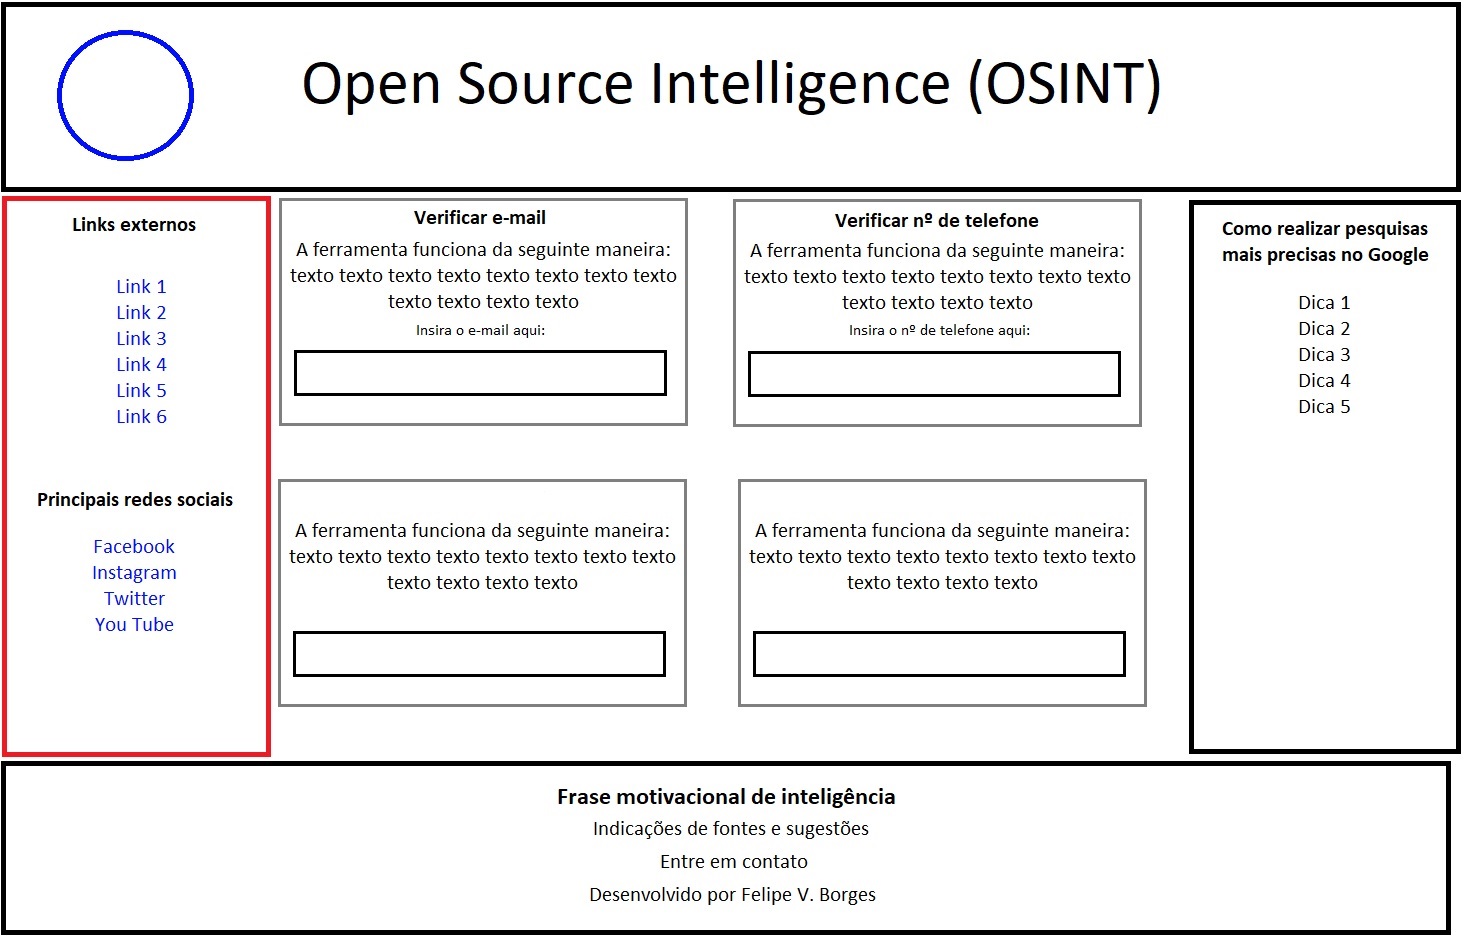 Open Source Intelligence (OSINT)
Links externos
Link 1
Link 2
Link 3
Link 4
Link 5
Link 6
Principais redes sociais
Facebook
Instagram
Twitter
You Tube
Verificar e-mail
A ferramenta funciona da seguinte maneira:
texto texto texto texto texto texto texto texto
texto texto texto texto
Insira o e-mail aqui:
Verificar nº de telefone
A ferramenta funciona da seguinte maneira:
texto texto texto texto texto texto texto texto
texto texto texto texto
Insira o nº de telefone aqui:
A ferramenta funciona da seguinte maneira:
texto texto texto texto texto texto texto texto
texto texto texto texto
A ferramenta funciona da seguinte maneira:
texto texto texto texto texto texto texto texto
texto texto texto texto
Como realizar pesquisas
mais precisas no Google
Dica 1
Dica 2
Dica 3
Dica 4
Dica 5
Frase motivacional de inteligência
Indicações de fontes e sugestões
Entre em contato
Desenvolvido por Felipe V. Borges